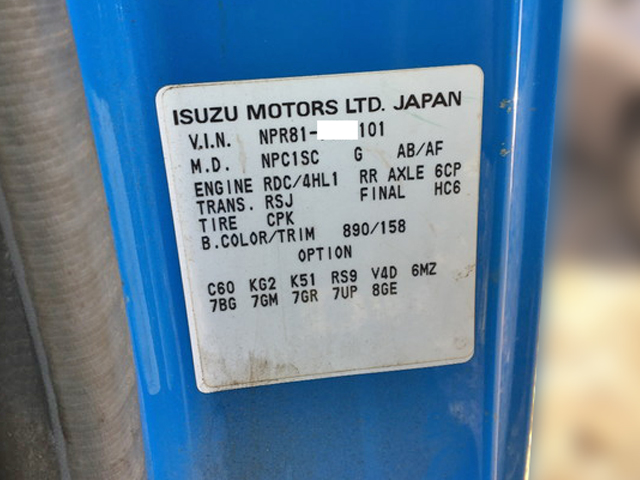 ISUZU MOTORS LTD. JAPAN
V.I.N. NPR81- 101
M.D. NPC1SC G AB/AF
ENGINE RDC/4HL1 RR AXLE 6CP
TRANS. RSJ FINAL HC6
TIRE CPK
B.COLOR/TRIM 890/158
OPTION
C60 KG2 K51 RS9 V4D 6MZ
7BG 7GM 7GR 7UP 8GE